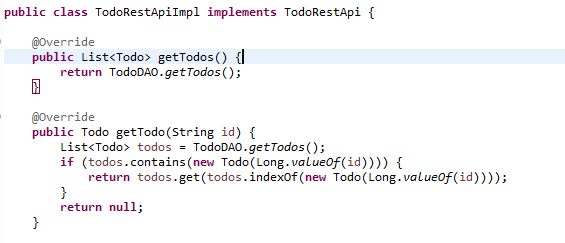 public class TodoRestApiImpl implements TodoRestApi {
@Override
public List<Todo> getTodos() {
return TodoDAO.getTodos();
}
@Override
public Todo getTodo(String id) {
List<Todo> todos = TodoDAO.getTodos();
if (todos.contains(new Todo(Long.valueOf(id)))) {
return todos.get(todos.indexOf(new Todo(Long.valueOf(id))));
}
return null;
}